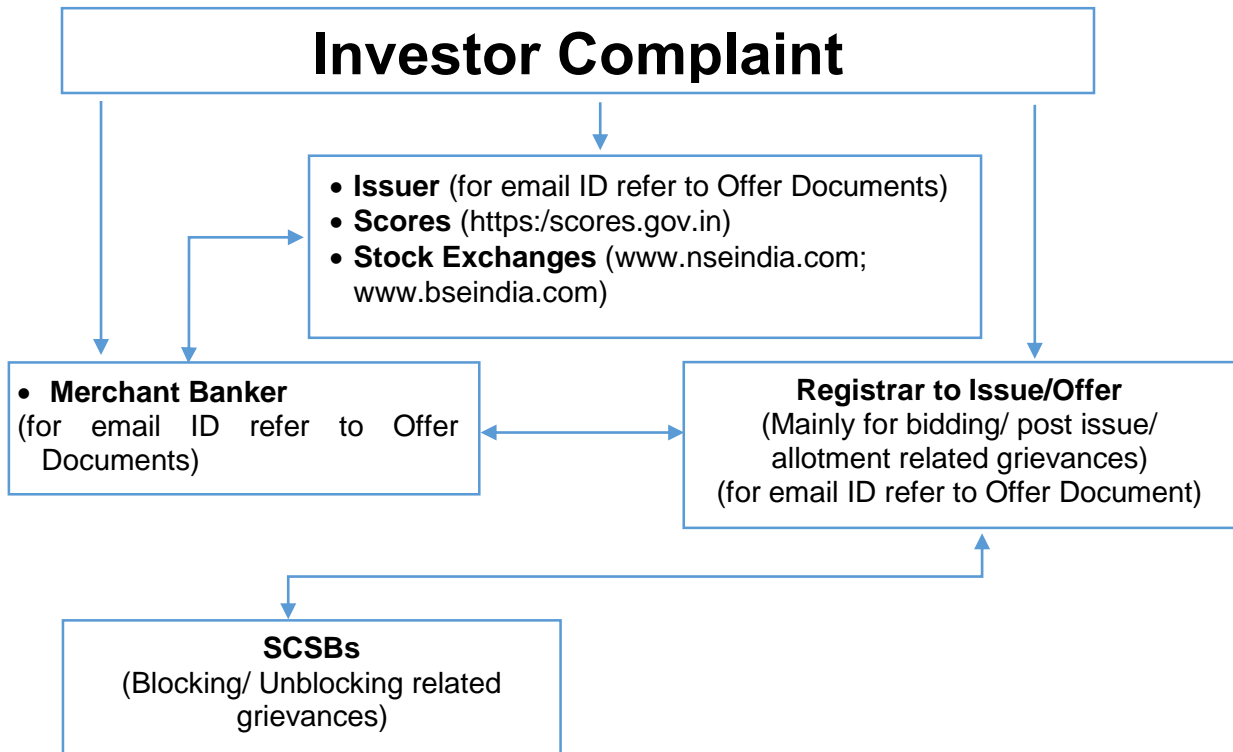 Investor Complaint
• Issuer (for email ID refer to Offer Documents)
• Scores (https:/scores.gov.in)
• Stock Exchanges (www.nseindia.com;
www.bseindia.com)
• Merchant Banker
(for email ID refer to Offer
Documents)
Registrar to Issue/Offer
(Mainly for bidding/ post issue/
allotment related grievances)
(for email ID refer to Offer Document)
SCSBs
(Blocking/ Unblocking related
grievances)